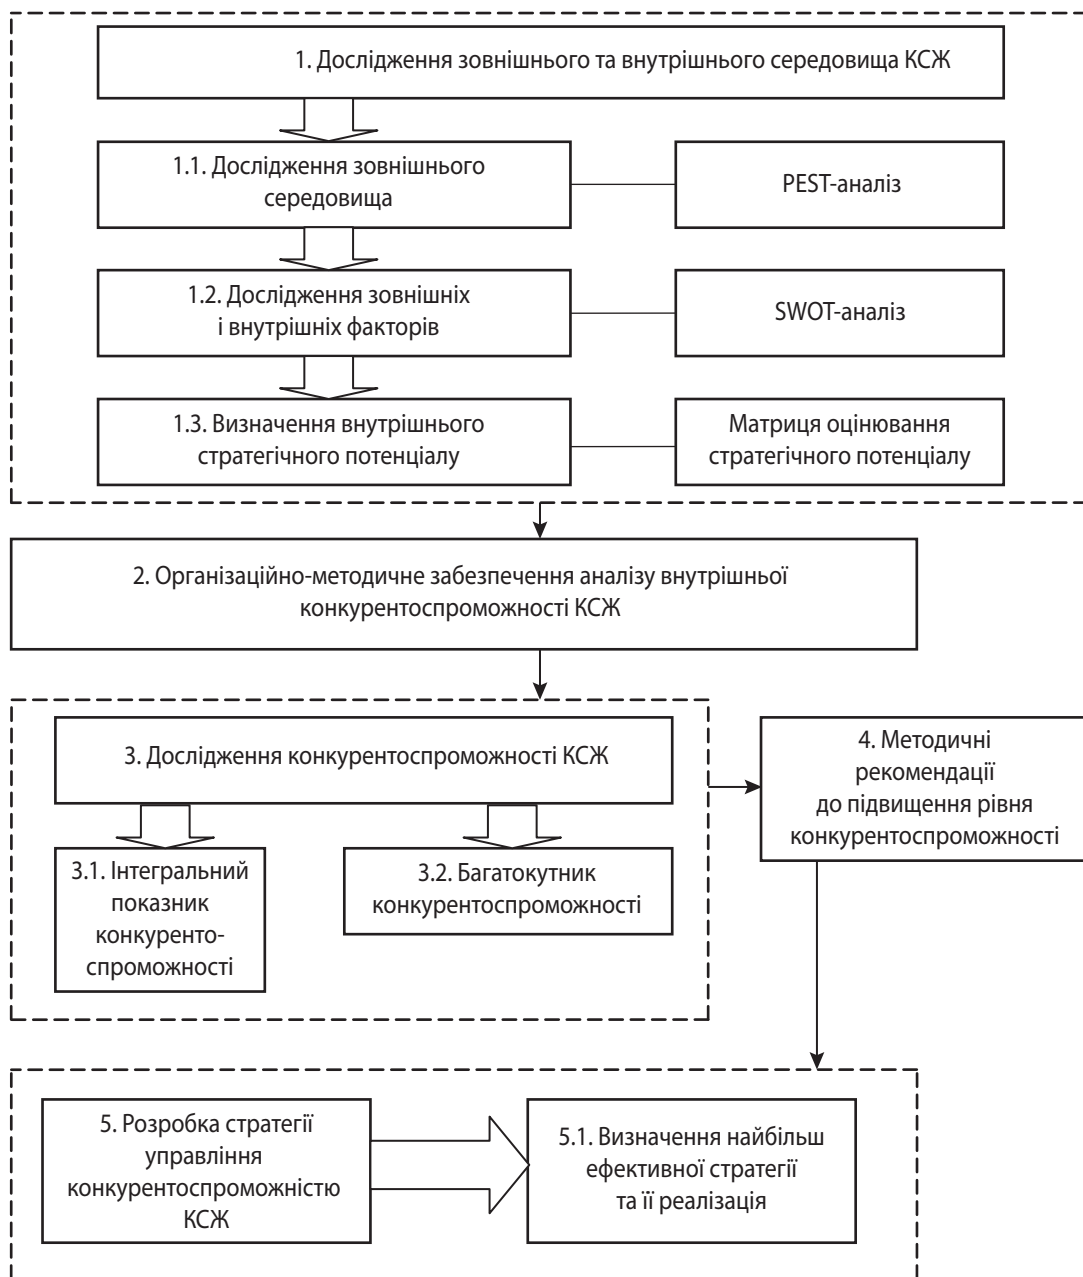 1. Дослідження зовнішнього та внутрішнього середовища КСЖ
1.1. Дослідження зовнішнього
середовища
PEST-аналіз
1.2. Дослідження зовнішніх
і внутрішніх факторів
SWOT-аналіз
1.3. Визначення внутрішнього
стратегічного потенціалу
Матриця оцінювання
стратегічного потенціалу
2. Організаційно-методичне забезпечення аналізу внутрішньої
конкурентоспроможності КСЖ
3. Дослідження конкурентоспроможності КСЖ
3.1. Інтегральний
показник
конкуренто-
спроможності
3.2. Багатокутник
конкурентоспроможності
4. Методичні
рекомендації
до підвищення рівня
конкурентоспроможності
5. Розробка стратегії
управління
конкурентоспроможністю
КСЖ
5.1. Визначення найбільш
ефективної стратегії
та її реалізація